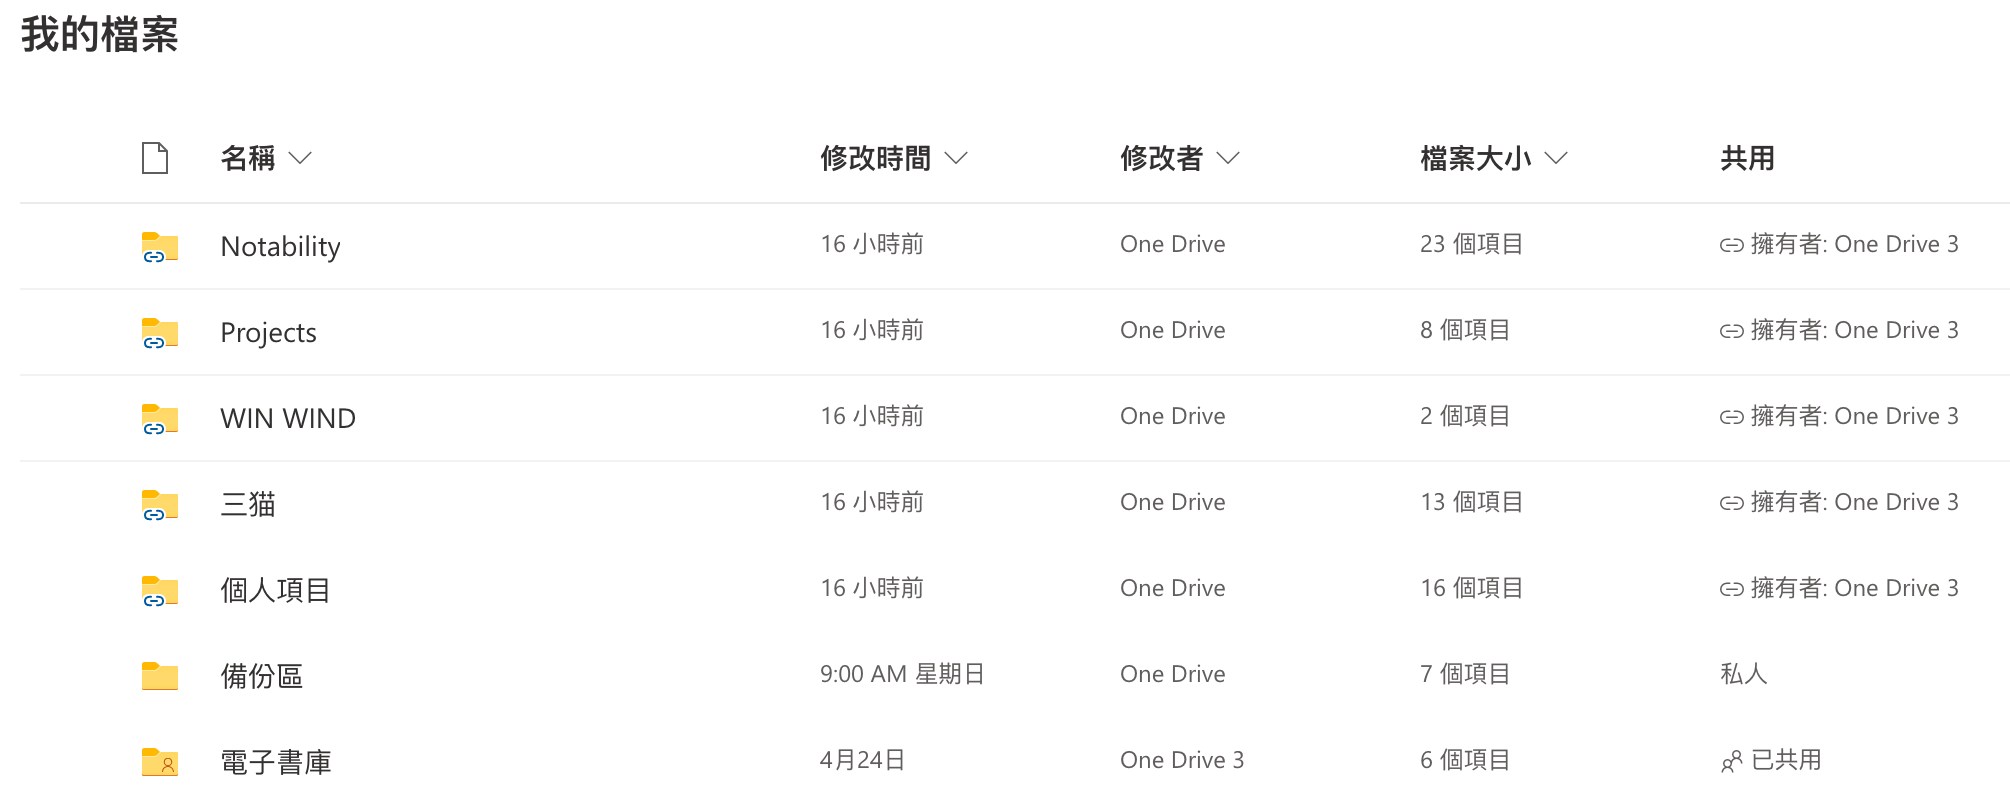 我的檔案
名稱 修改時間 修改者 檔案大小 共用
Notability 16 小時前 One Drive 23 個項目 擁有者: One Drive 3
Projects 16 小時前 One Drive 8 個項目 擁有者: One Drive 3
WIN WIND 16 小時前 One Drive 2 個項目 擁有者: One Drive 3
三猫 16 小時前 One Drive 13 個項目 擁有者: One Drive 3
個人項目 16 小時前 One Drive 16 個項目 擁有者: One Drive 3
備份區 9:00 AM 星期日 One Drive 7 個項目 私人
電子書庫 4月24日 One Drive 3 6 個項目 已共用